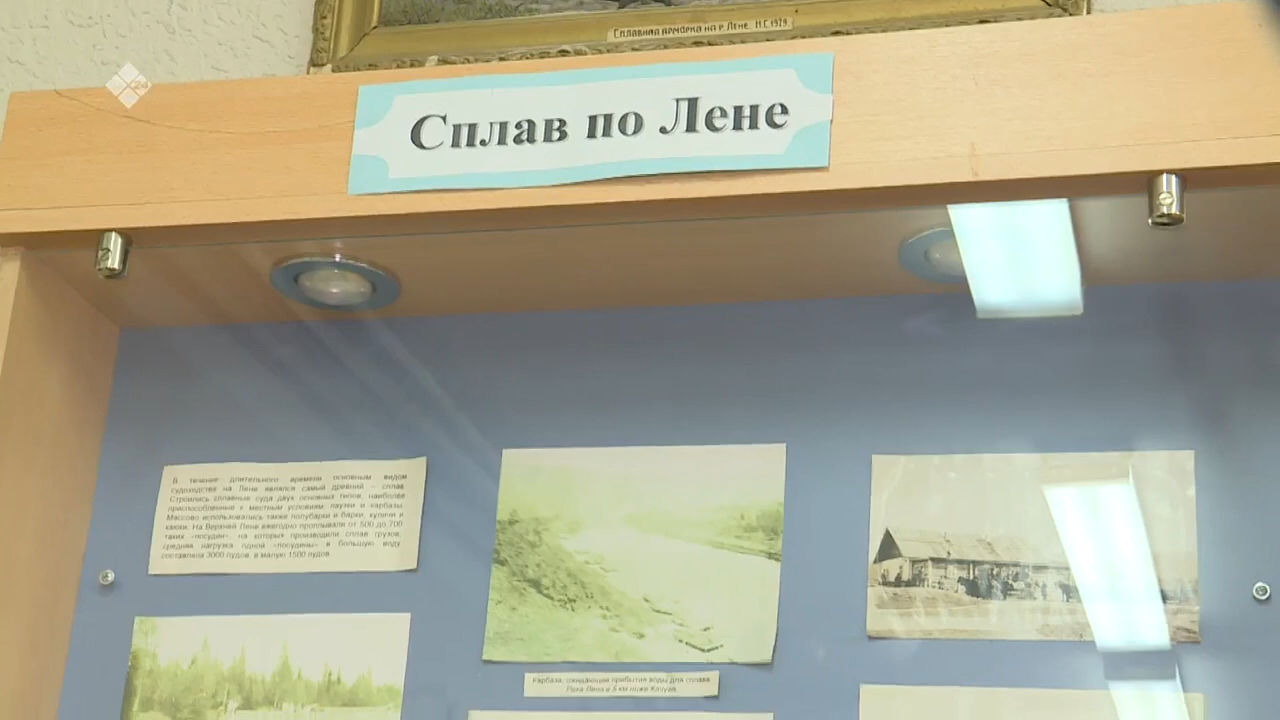 Сплавная ярмарка на р. Лене. Н.С. 1929.
Сплав по Лене
В течение длительного времени основным видом
судоходства на Лене являлся самый древний – сплав.
Строились сплавные суда двух основных типов, наиболее
приспособленные к местным условиям: паузки и карбазы.
Массово использовались также полубарки и барки, кулиги и
каюки. На Верхней Лене ежегодно проплывали от 500 до 700
таких «посудин», на которых производили сплав грузов,
средняя нагрузка одной «посудины» в большую воду
составляла 3000 пудов, в малую 1500 пудов.
Карбаза, ожидающие прибытия воды для сплава.
Река Лена в 5 км ниже Качуга.